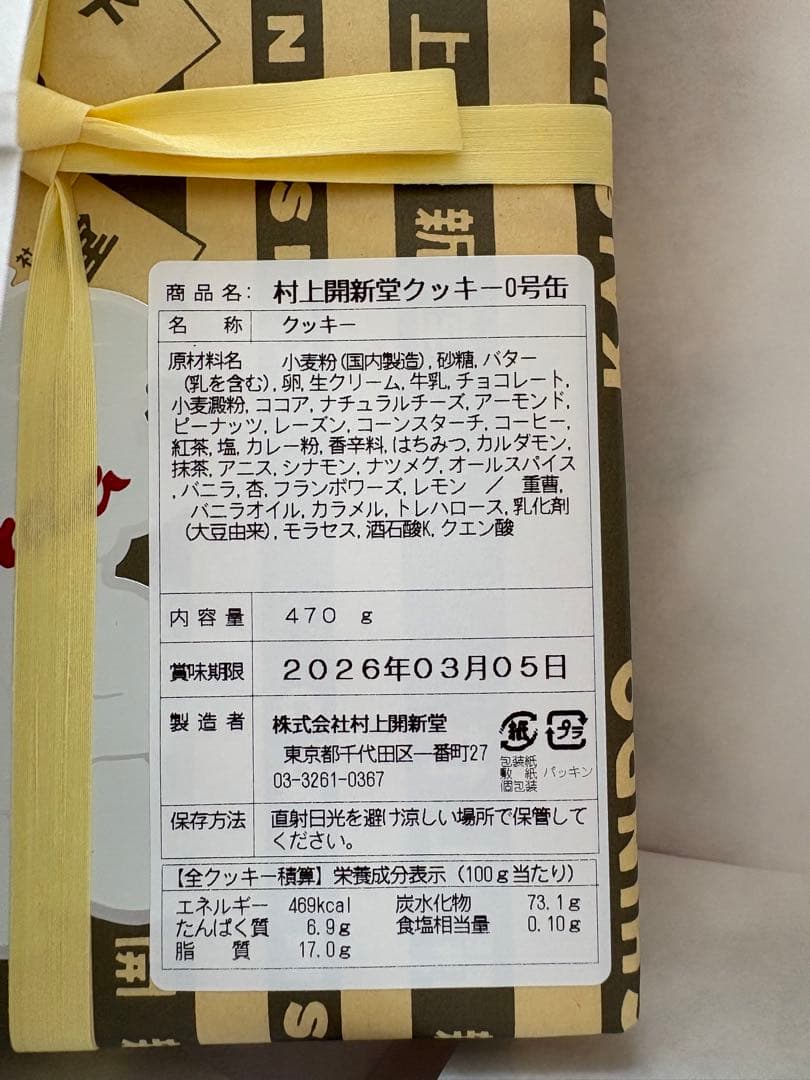 上
N
新
SI
KAISI
社
堂
商品名: 村上開新堂クッキー0号缶
名 称 クッキー
原材料名 小麦粉(国内製造), 砂糖, バター
(乳を含む), 卵, 生クリーム, 牛乳, チョコレート,
小麦澱粉, ココア, ナチュラルチーズ, アーモンド,
ピーナッツ, レーズン, コーンスターチ, コーヒー,
紅茶, 塩, カレー粉, 香辛料, はちみつ, カルダモン,
抹茶, アニス, シナモン, ナツメグ, オールスパイス
, バニラ, 杏, フランボワーズ, レモン / 重曹,
バニラオイル, カラメル, トレハロース, 乳化剤
(大豆由来), モラセス, 酒石酸K, クエン酸
内容量 470 g
賞味期限 2026年03月05日
製造者 株式会社村上開新堂
東京都千代田区一番町27
03-3261-0367
紙 プラ
包装紙
敷 紙 パッキン
個包装
保存方法 直射日光を避け涼しい場所で保管して
ください。
【全クッキー積算】栄養成分表示(100g当たり)
エネルギー 469kcal 炭水化物 73.1g
たんぱく質 6.9g 食塩相当量 0.10g
脂 質 17.0g
開
S
新
SHINDO